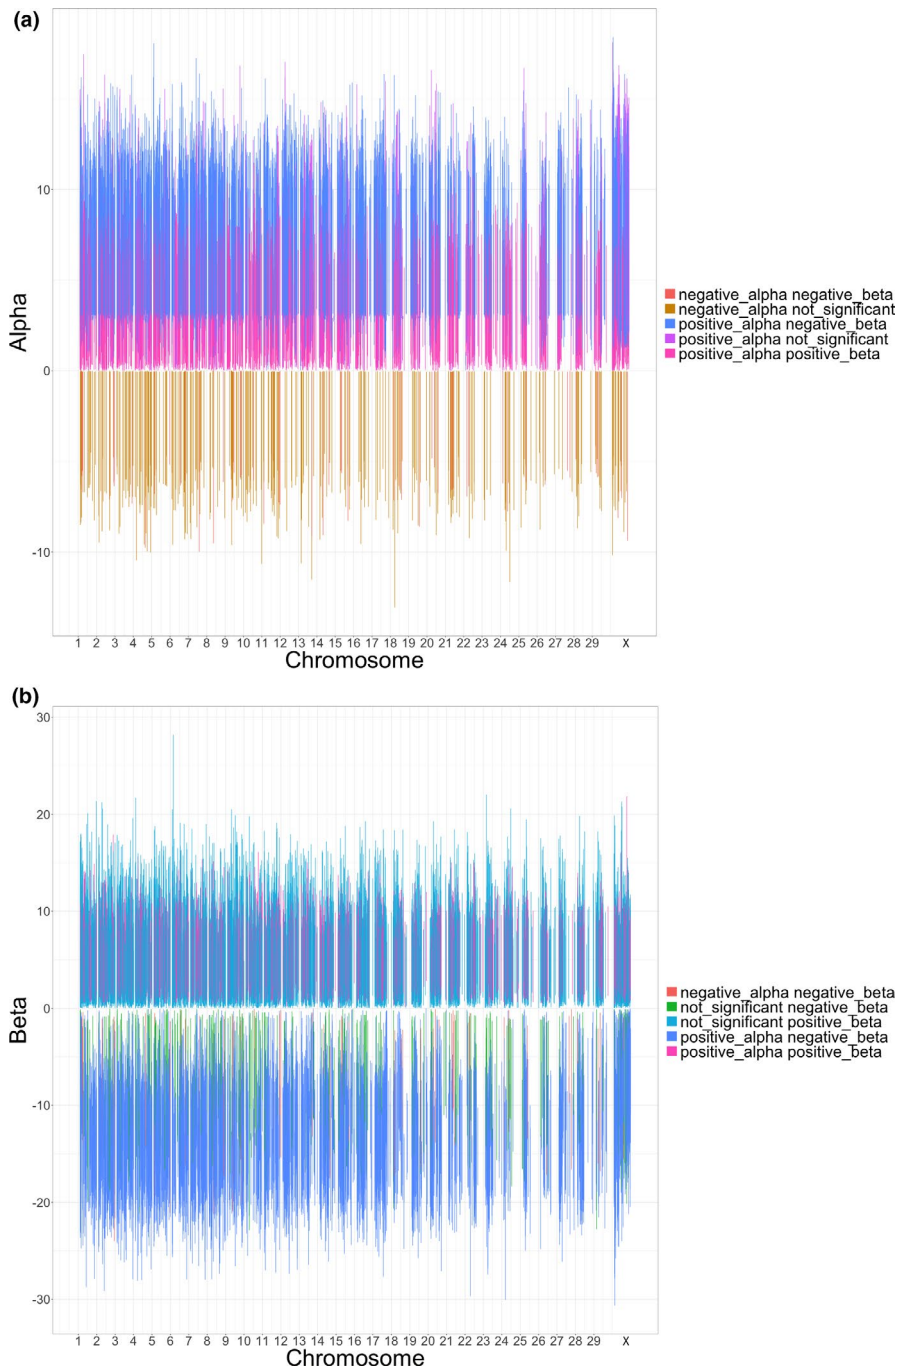 (a)
10
0
-10
Alpha
1 2 3 4 5 6 7 8 9 10 11 12 13 14 15 16 17 18 19 20 21 22 23 24 25 26 27 28 29 X
Chromosome
negative_alpha negative_beta
negative_alpha not_significant
positive_alpha negative_beta
positive_alpha not_significant
positive_alpha positive_beta
(b)
30
20
10
0
-10
-20
-30
Beta
1 2 3 4 5 6 7 8 9 10 11 12 13 14 15 16 17 18 19 20 21 22 23 24 25 26 27 28 29 X
Chromosome
negative_alpha negative_beta
not_significant negative_beta
not_significant positive_beta
positive_alpha negative_beta
positive_alpha positive_beta